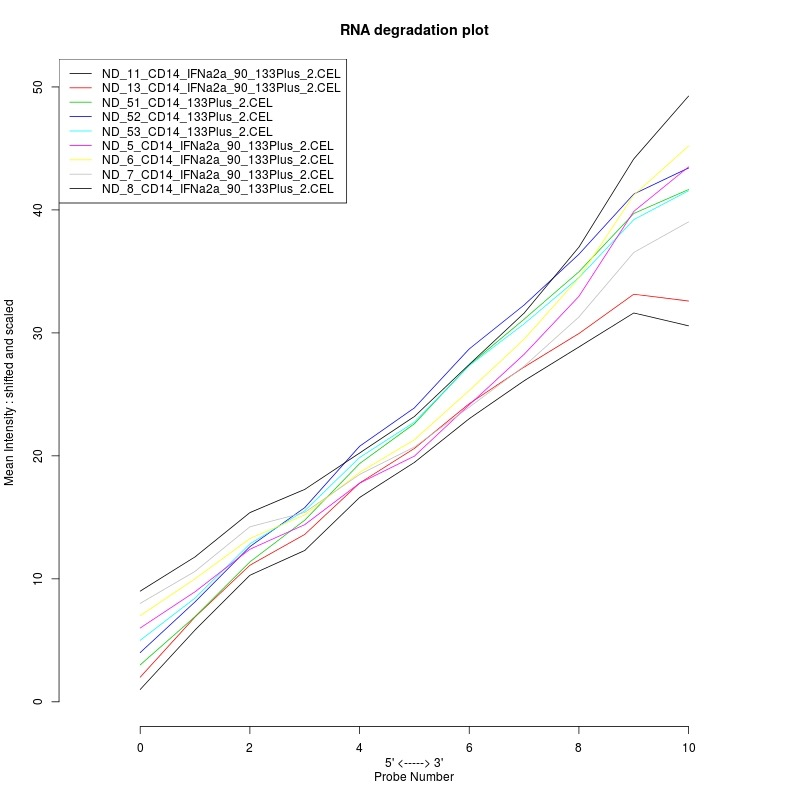 RNA degradation plot
ND_11_CD14_IFNa2a_90_133Plus_2.CEL
ND_13_CD14_IFNa2a_90_133Plus_2.CEL
ND_51_CD14_133Plus_2.CEL
ND_52_CD14_133Plus_2.CEL
ND_53_CD14_133Plus_2.CEL
ND_5_CD14_IFNa2a_90_133Plus_2.CEL
ND_6_CD14_IFNa2a_90_133Plus_2.CEL
ND_7_CD14_IFNa2a_90_133Plus_2.CEL
ND_8_CD14_IFNa2a_90_133Plus_2.CEL
Mean Intensity : shifted and scaled
50
40
30
20
10
0
0 2 4 6 8 10
5' <-----> 3'
Probe Number